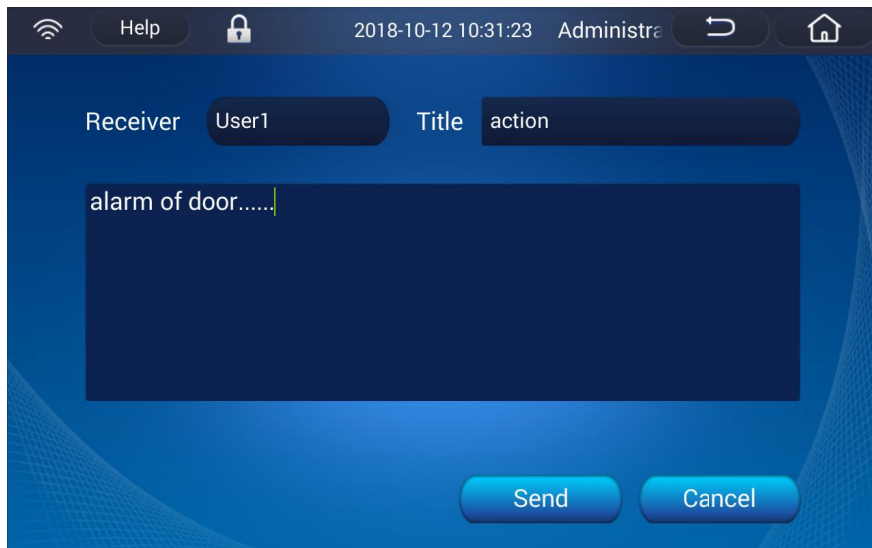 Help 2018-10-12 10:31:23 Administra
Receiver User1 Title action
alarm of door......
Send Cancel